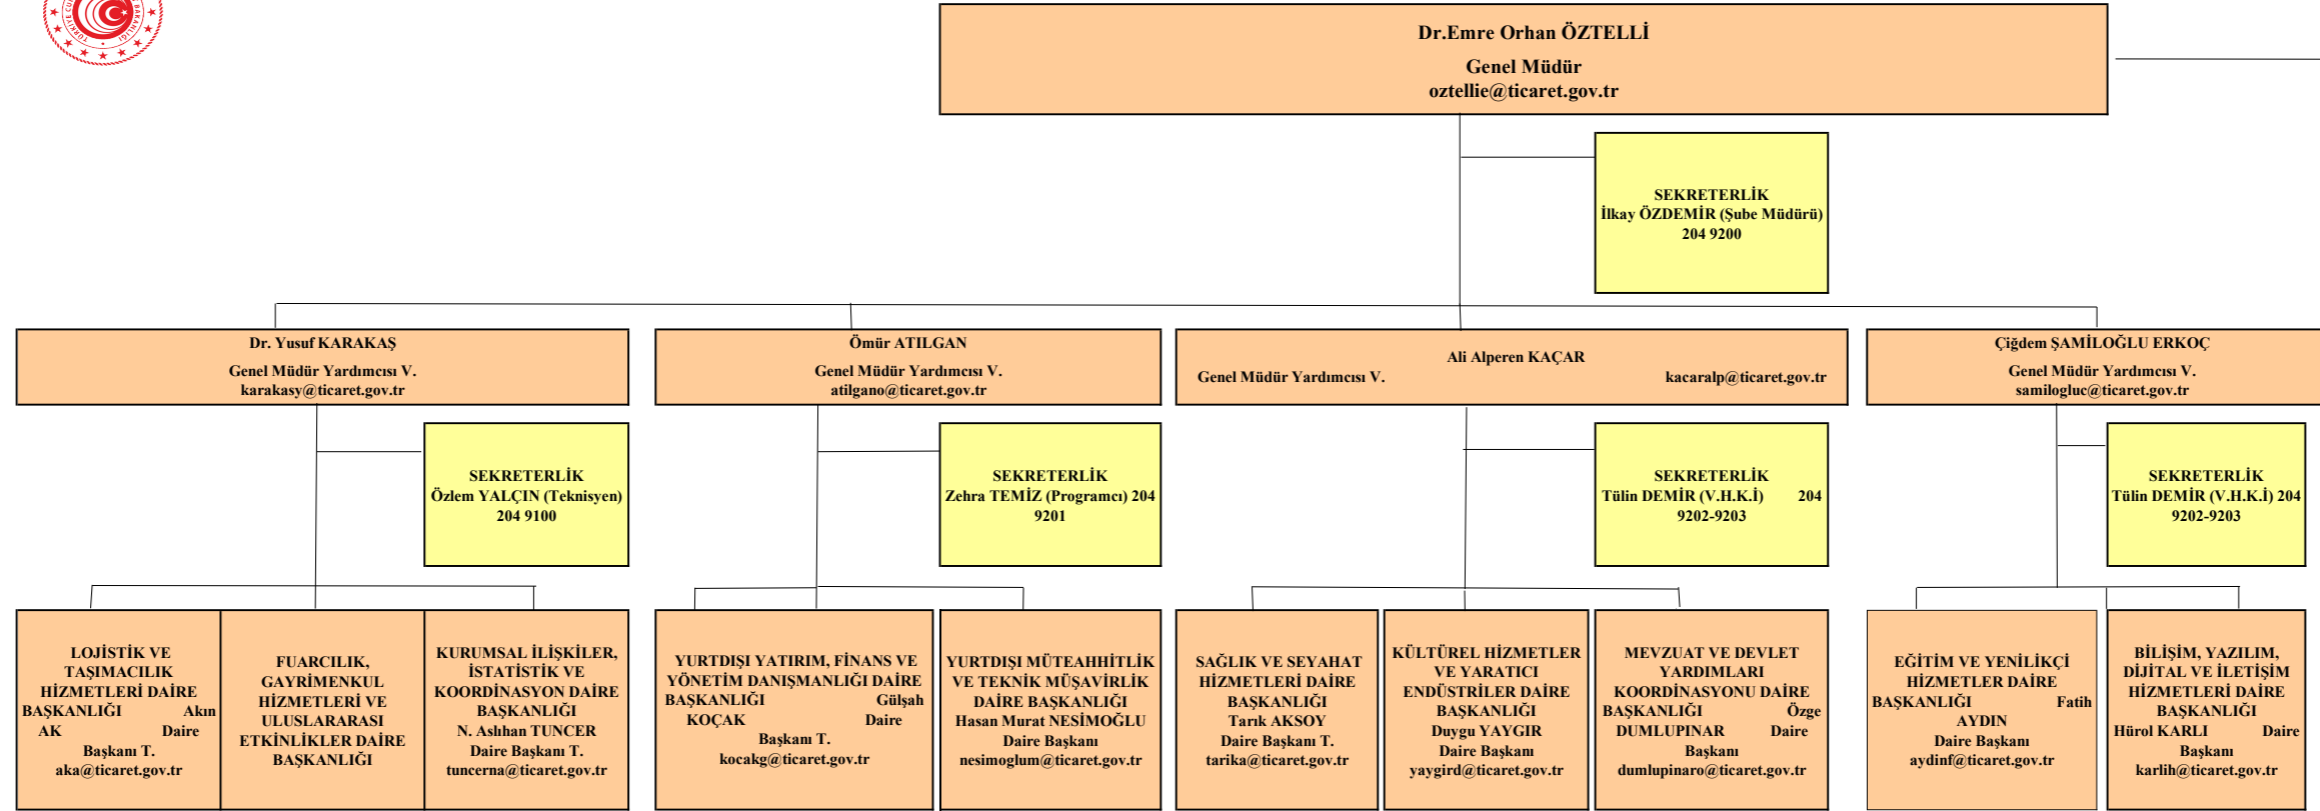 TÜRKİYE CU
BAKANLIĞI
Dr.Emre Orhan ÖZTELLİ
Genel Müdür
oztellie@ticaret.gov.tr
SEKRETERLİK
İlkay ÖZDEMİR (Şube Müdürü)
204 9200
Dr. Yusuf KARAKAŞ
Genel Müdür Yardımcısı V.
karakasy@ticaret.gov.tr
Ömür ATILGAN
Genel Müdür Yardımcısı V.
atilgano@ticaret.gov.tr
Ali Alperen KAÇAR
Genel Müdür Yardımcısı V. kacaralp@ticaret.gov.tr
Çiğdem ŞAMİLOĞLU ERKOÇ
Genel Müdür Yardımcısı V.
samilogluc@ticaret.gov.tr
SEKRETERLİK
Özlem YALÇIN (Teknisyen)
204 9100
SEKRETERLİK
Zehra TEMİZ (Programcı) 204
9201
SEKRETERLİK
Tülin DEMİR (V.H.K.İ) 204
9202-9203
SEKRETERLİK
Tülin DEMİR (V.H.K.İ) 204
9202-9203
LOJİSTİK VE
TAŞIMACILIK
HİZMETLERİ DAİRE
BAŞKANLIĞI Akın
AK Daire
Başkanı T.
aka@ticaret.gov.tr
FUARCILIK,
GAYRİMENKUL
HİZMETLERİ VE
ULUSLARARASI
ETKİNLİKLER DAİRE
BAŞKANLIĞI
KURUMSAL İLİŞKİLER,
İSTATİSTİK VE
KOORDİNASYON DAİRE
BAŞKANLIĞI
N. Aslıhan TUNCER
Daire Başkanı T.
tuncerna@ticaret.gov.tr
YURTDIŞI YATIRIM, FİNANS VE
YÖNETİM DANIŞMANLIĞI DAİRE
BAŞKANLIĞI Gülşah
KOÇAK Daire
Başkanı T.
kocakg@ticaret.gov.tr
YURTDIŞI MÜTEAHHİTLİK
VE TEKNİK MÜŞAVİRLİK
DAİRE BAŞKANLIĞI
Hasan Murat NESİMOĞLU
Daire Başkanı
nesimoglum@ticaret.gov.tr
SAĞLIK VE SEYAHAT
HİZMETLERİ DAİRE
BAŞKANLIĞI
Tarık AKSOY
Daire Başkanı T.
tarika@ticaret.gov.tr
KÜLTÜREL HİZMETLER
VE YARATICI
ENDÜSTRİLER DAİRE
BAŞKANLIĞI
Duygu YAYGIR
Daire Başkanı
yaygird@ticaret.gov.tr
MEVZUAT VE DEVLET
YARDIMLARI
KOORDİNASYONU DAİRE
BAŞKANLIĞI Özge
DUMLUPINAR Daire
Başkanı
dumlupinaro@ticaret.gov.tr
EĞİTİM VE YENİLİKÇİ
HİZMETLER DAİRE
BAŞKANLIĞI Fatih
AYDIN
Daire Başkanı
aydinf@ticaret.gov.tr
BİLİŞİM, YAZILIM,
DİJİTAL VE İLETİŞİM
HİZMETLERİ DAİRE
BAŞKANLIĞI
Hürol KARLI Daire
Başkanı
karlih@ticaret.gov.tr